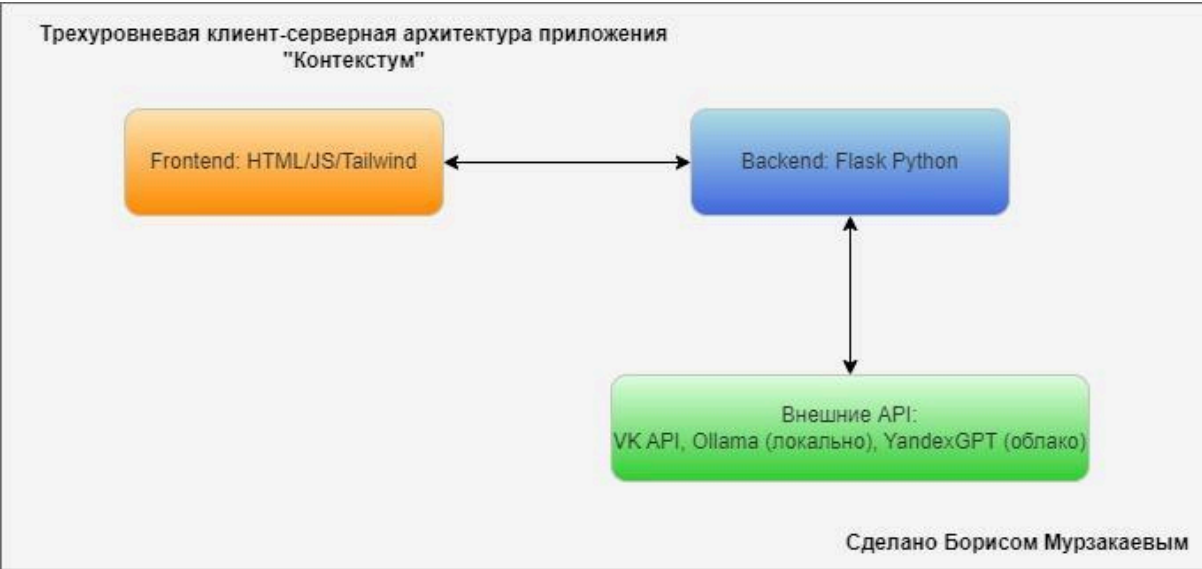 Трехуровневая клиент-серверная архитектура приложения
"Контекстум"
Frontend: HTML/JS/Tailwind
Backend: Flask Python
Внешние API:
VK API, Ollama (локально), YandexGPT (облако)
Сделано Борисом Мурзакаевым